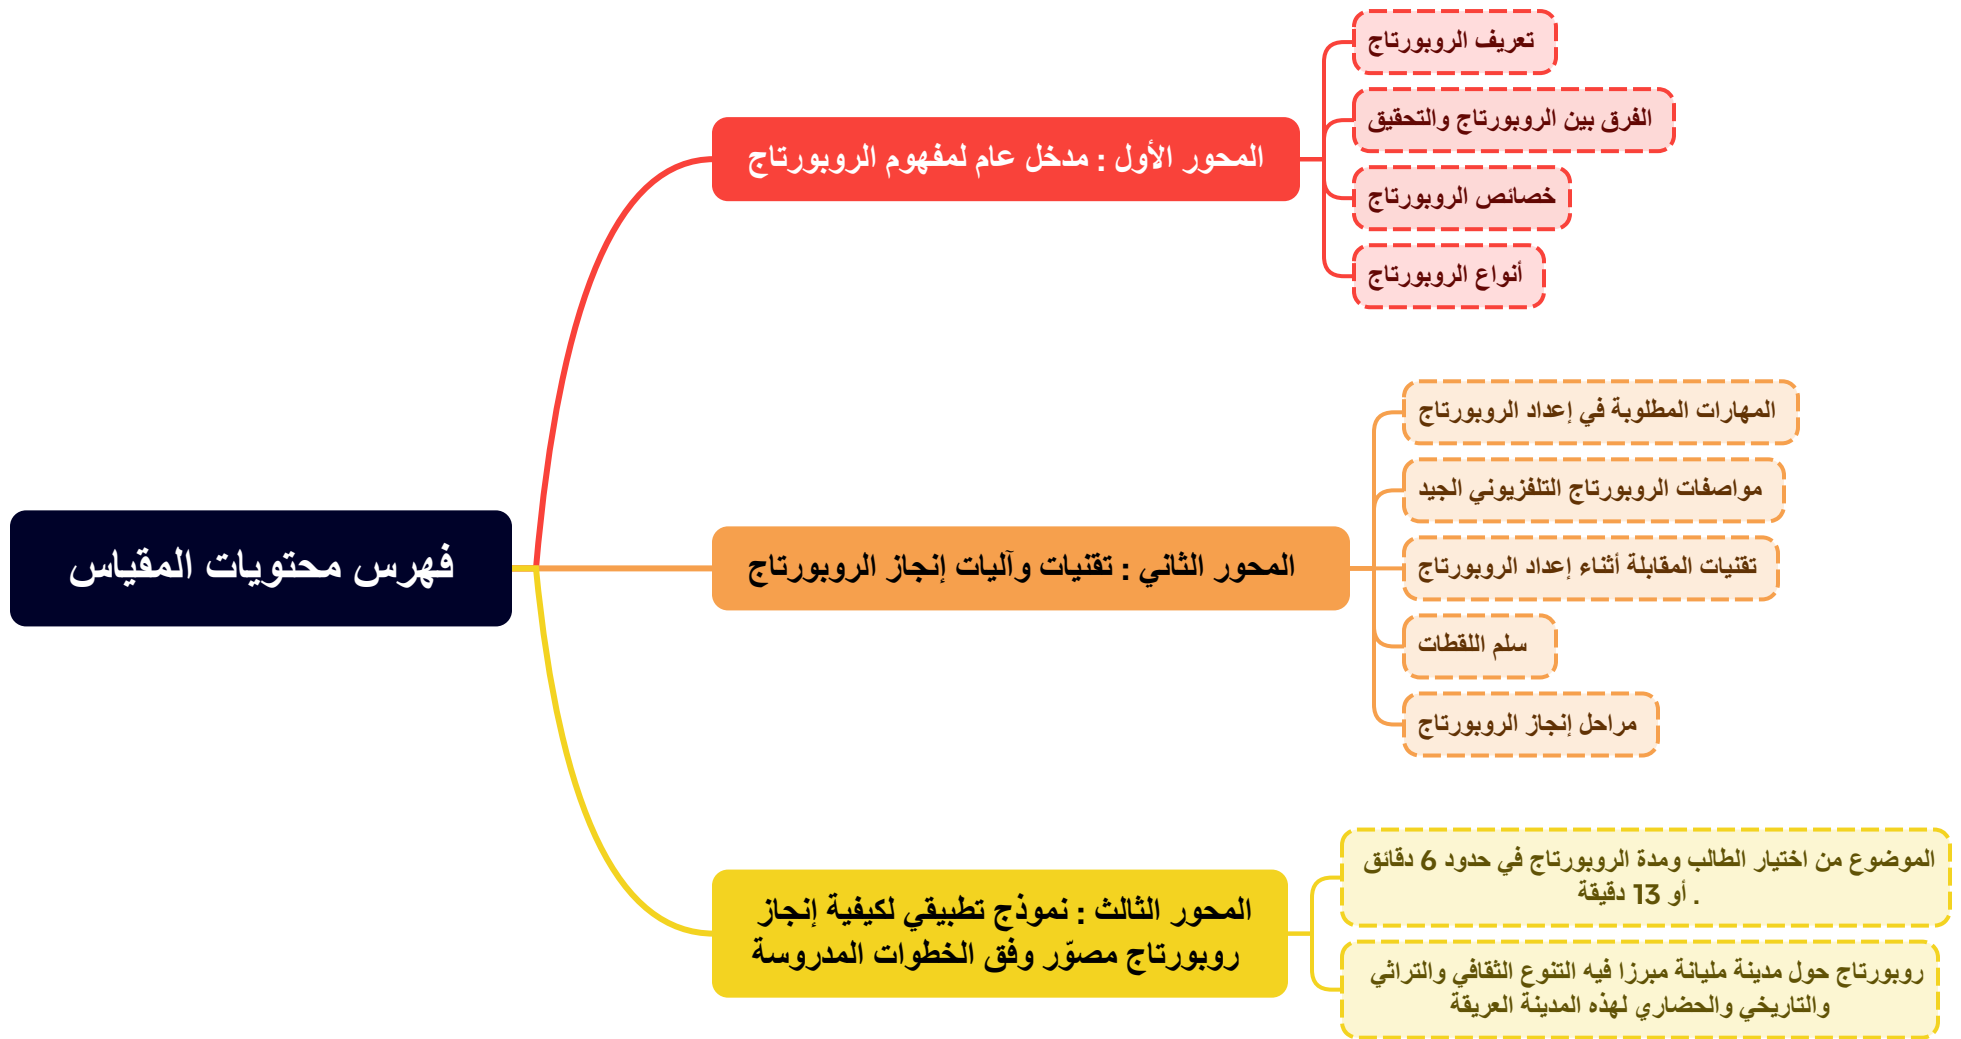 فهرس محتويات المقياس
المحور الأول : مدخل عام لمفهوم الروبورتاج
تعريف الروبورتاج
الفرق بين الروبورتاج والتحقيق
خصائص الروبورتاج
أنواع الروبورتاج
المحور الثاني : تقنيات وآليات إنجاز الروبورتاج
المهارات المطلوبة في إعداد الروبورتاج
مواصفات الروبورتاج التلفزيوني الجيد
تقنيات المقابلة أثناء إعداد الروبورتاج
سلم اللقطات
مراحل إنجاز الروبورتاج
المحور الثالث : نموذج تطبيقي لكيفية إنجاز
روبورتاج مصوّر وفق الخطوات المدروسة
الموضوع من اختيار الطالب ومدة الروبورتاج في حدود 6 دقائق
أو 13 دقيقة .
روبورتاج حول مدينة مليانة مبرزا فيه التنوع الثقافي والتراثي
والتاريخي والحضاري لهذه المدينة العريقة